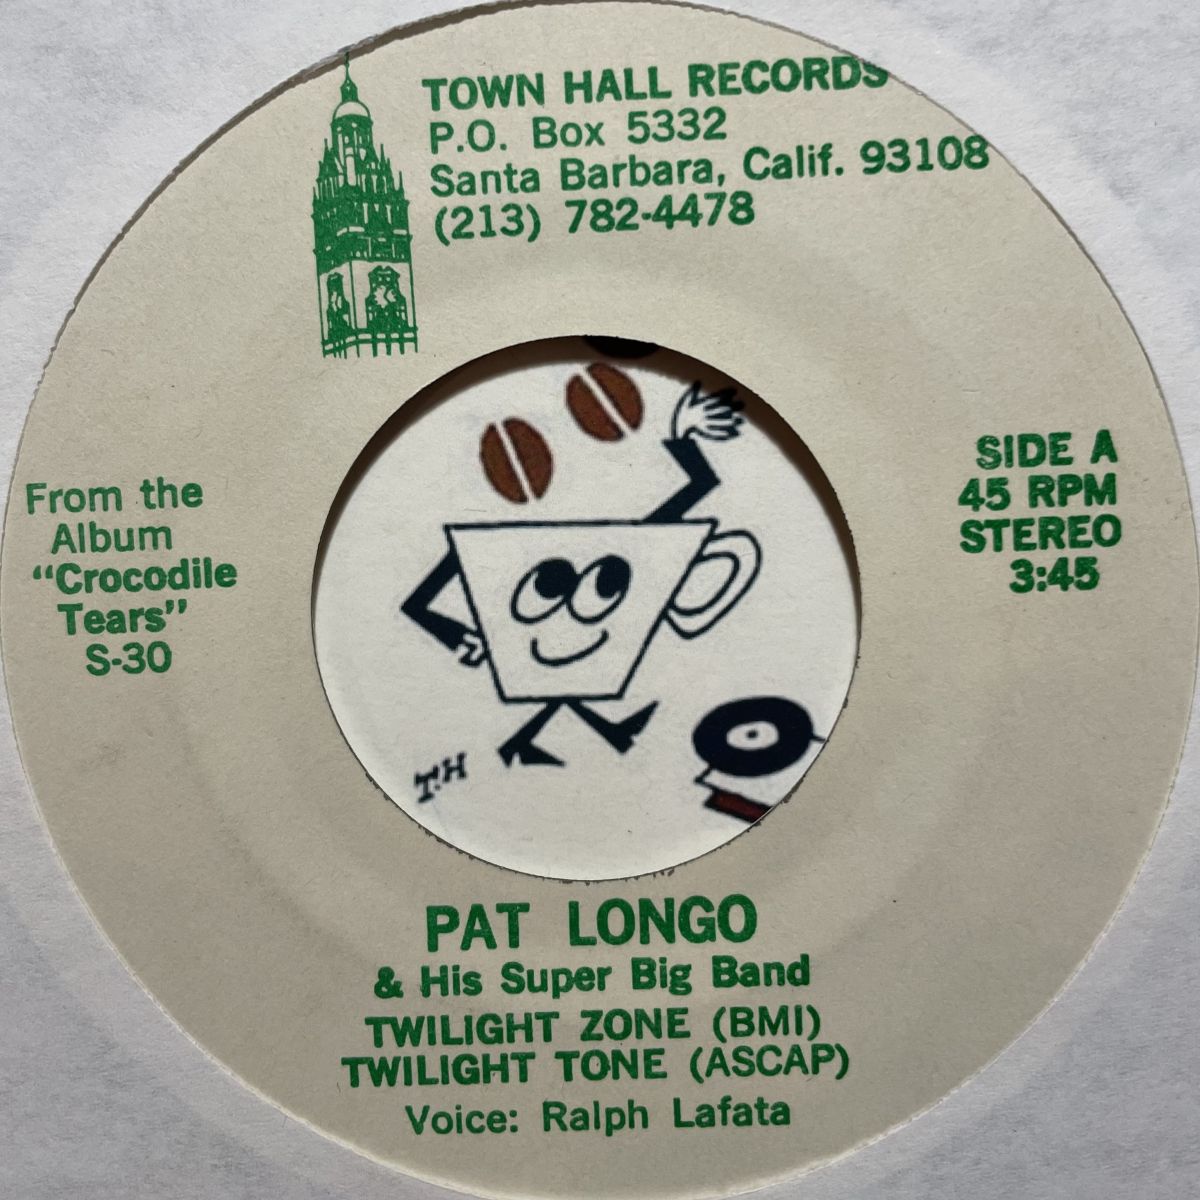 TOWN HALL RECORDS
P.O. Box 5332
Santa Barbara, Calif. 93108
(213) 782-4478
From the
Album
“Crocodile
Tears”
S-30
SIDE A
45 RPM
STEREO
3:45
T.H
PAT LONGO
& His Super Big Band
TWILIGHT ZONE (BMI)
TWILIGHT TONE (ASCAP)
Voice: Ralph Lafata